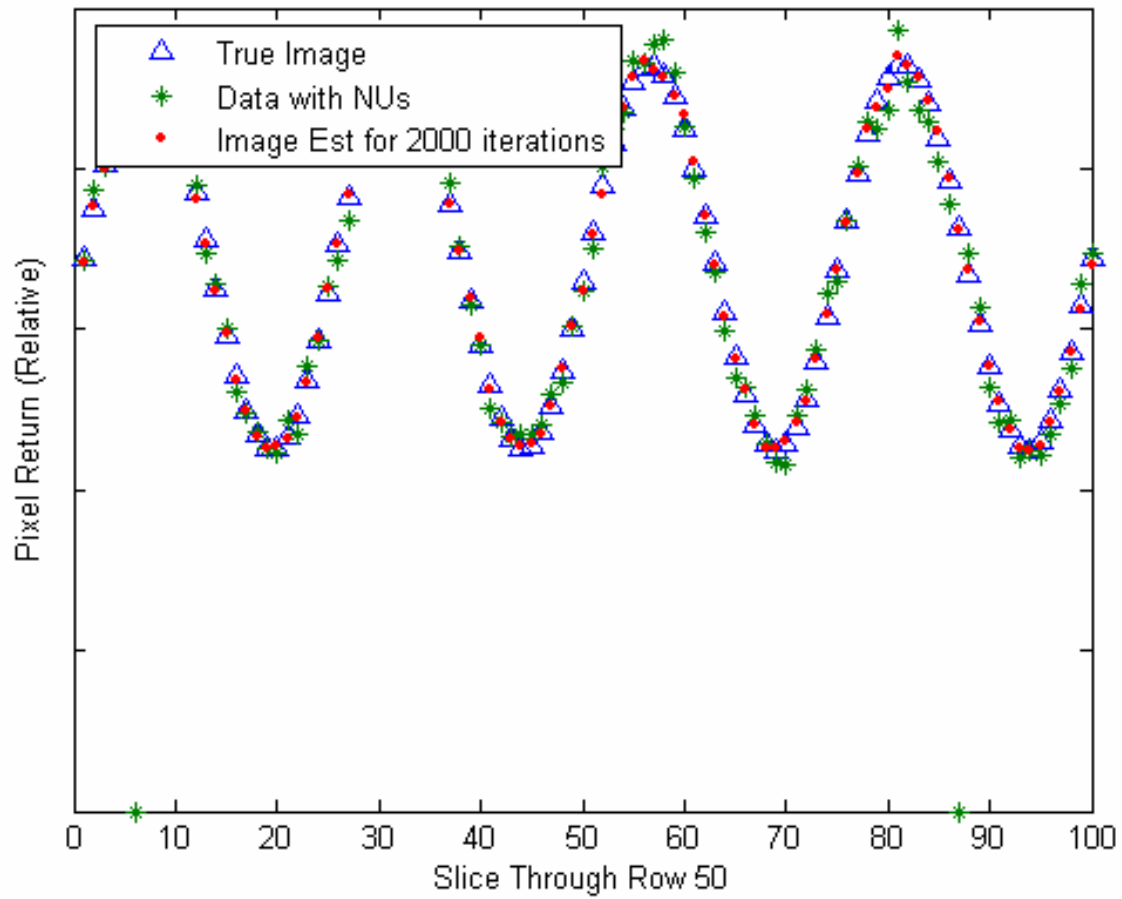 True Image
Data with NUs
Image Est for 2000 iterations
Pixel Return (Relative)
0 10 20 30 40 50 60 70 80 90 100
Slice Through Row 50